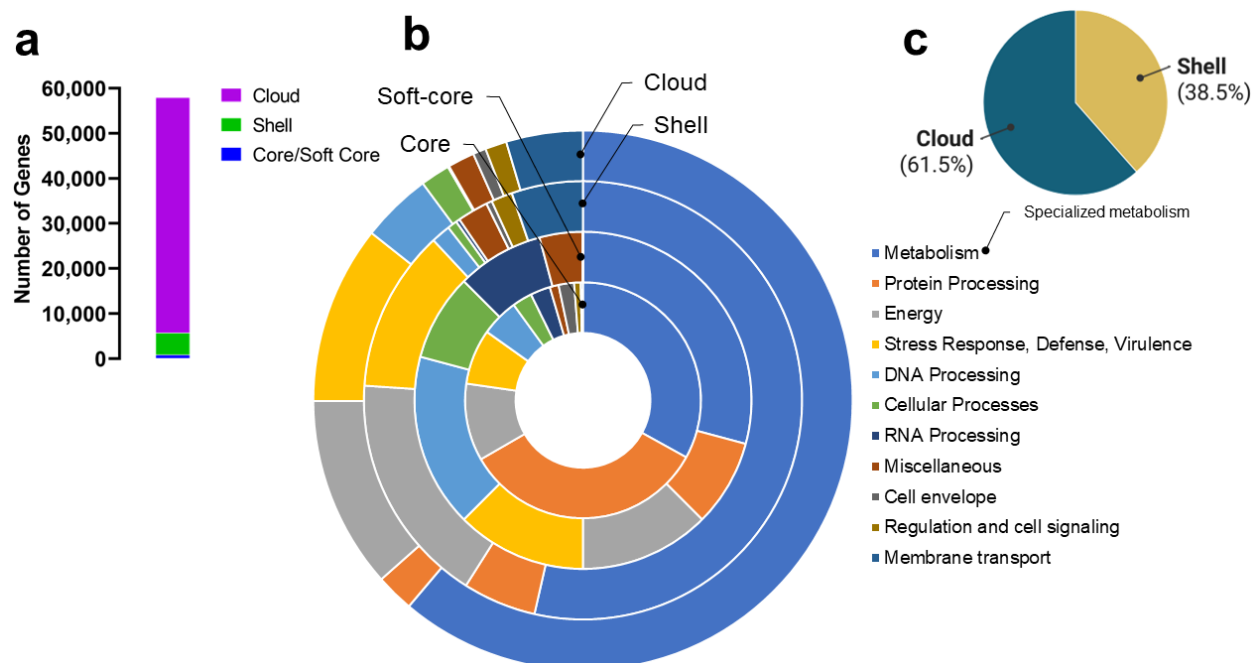 a
Number of Genes
60,000
50,000
40,000
30,000
20,000
10,000
0
Cloud
Shell
Core/Soft Core
b
Cloud
Soft-core
Shell
Core
c
Shell
(38.5%)
Cloud
(61.5%)
Specialized metabolism
Metabolism
Protein Processing
Energy
Stress Response, Defense, Virulence
DNA Processing
Cellular Processes
RNA Processing
Miscellaneous
Cell envelope
Regulation and cell signaling
Membrane transport